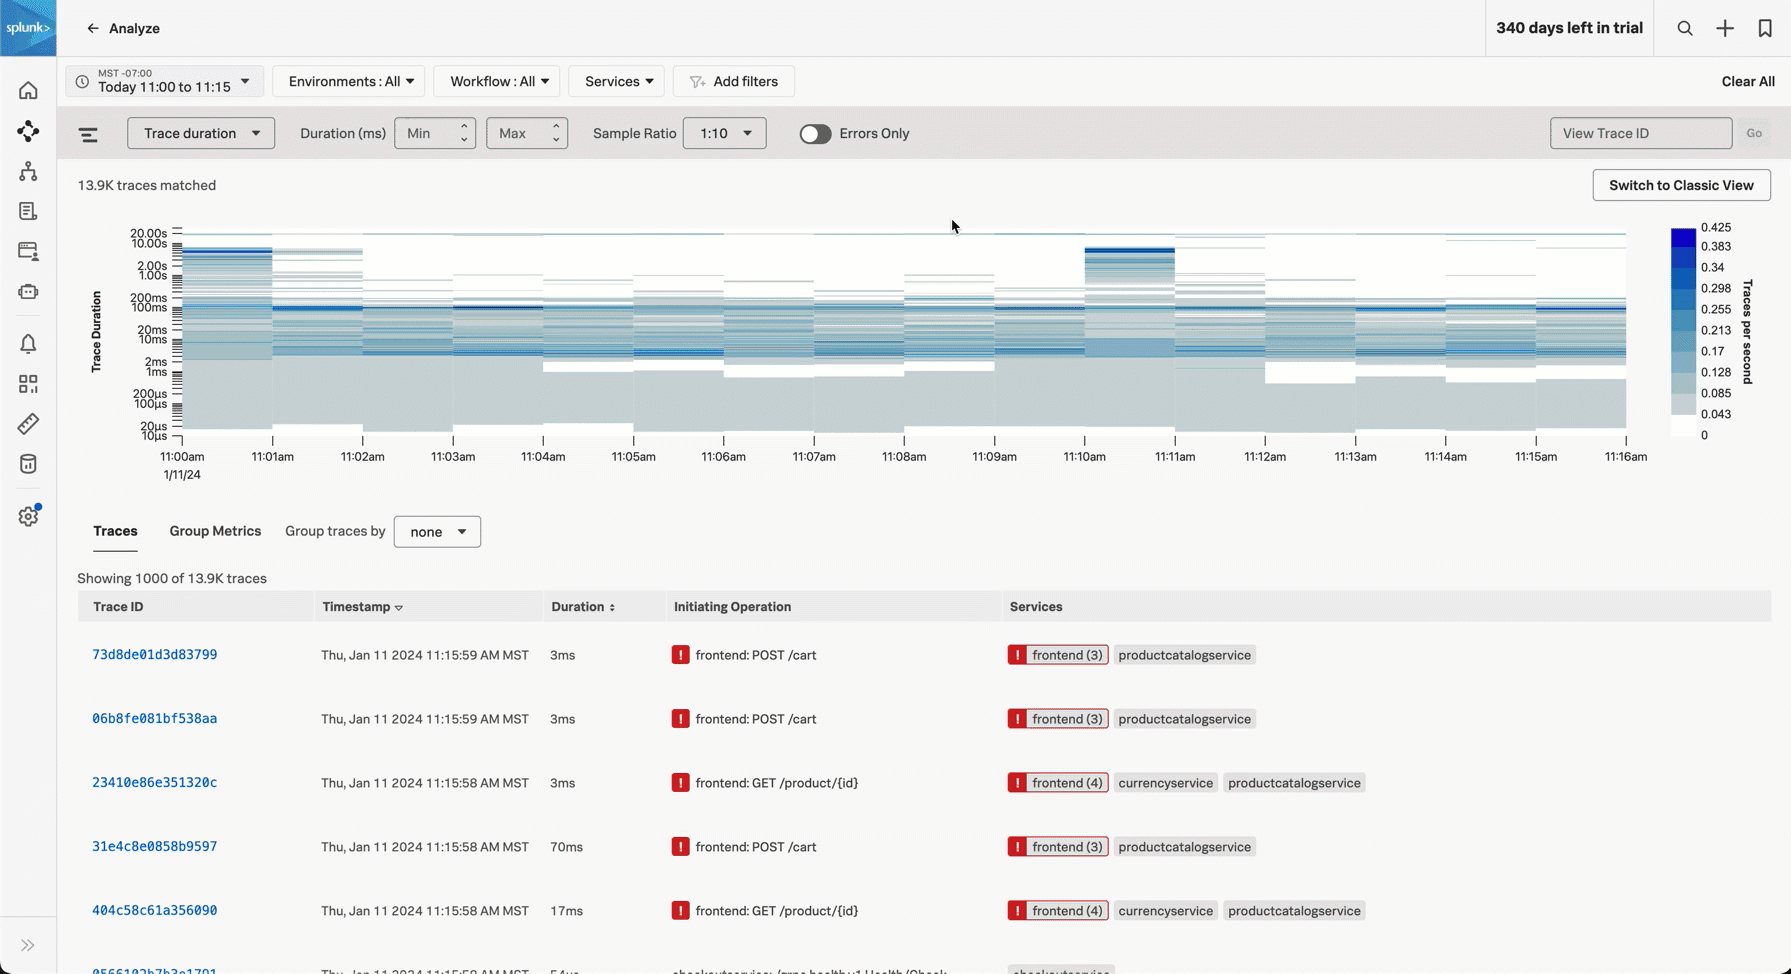 splunk>
Analyze
340 days left in trial
MST -07:00
Today 11:00 to 11:15
Environments : All
Workflow : All
Services
Add filters
Clear All
Trace duration
Duration (ms)
Min
Max
Sample Ratio
1:10
Errors Only
View Trace ID
Go
13.9K traces matched
Switch to Classic View
Trace Duration
20.00s
10.00s
2.00s
1.00s
200ms
100ms
20ms
10ms
2ms
1ms
200µs
100µs
20µs
10µs
11:00am 11:01am 11:02am 11:03am 11:04am 11:05am 11:06am 11:07am 11:08am 11:09am 11:10am 11:11am 11:12am 11:13am 11:14am 11:15am 11:16am
1/11/24
0.425
0.383
0.34
0.298
0.255
0.213
0.17
0.128
0.085
0.043
0
Traces per second
Traces
Group Metrics
Group traces by
none
Showing 1000 of 13.9K traces
Trace ID Timestamp Duration Initiating Operation Services
73d8de01d3d83799 Thu, Jan 11 2024 11:15:59 AM MST 3ms ! frontend: POST /cart ! frontend (3) productcatalogservice
06b8fe081bf538aa Thu, Jan 11 2024 11:15:59 AM MST 3ms ! frontend: POST /cart ! frontend (3) productcatalogservice
23410e86e351320c Thu, Jan 11 2024 11:15:58 AM MST 3ms ! frontend: GET /product/{id} ! frontend (4) currencyservice productcatalogservice
31e4c8e0858b9597 Thu, Jan 11 2024 11:15:58 AM MST 70ms ! frontend: POST /cart ! frontend (3) productcatalogservice
404c58c61a356090 Thu, Jan 11 2024 11:15:58 AM MST 17ms ! frontend: GET /product/{id} ! frontend (4) currencyservice productcatalogservice
Thu, Jan 11 2024 11:15:58 AM MST checkoutservice